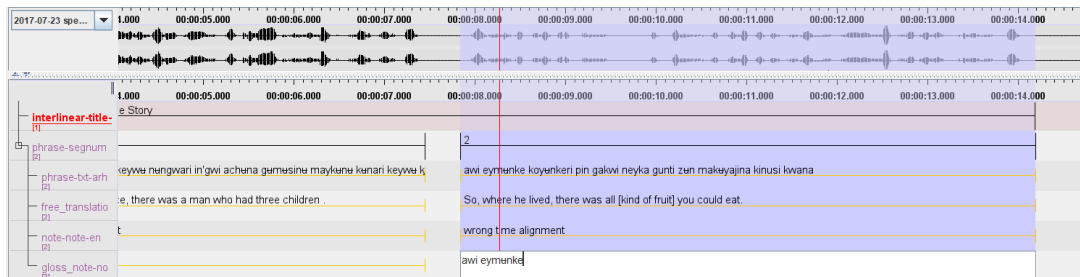 2017-07-23 spe...
4.000 00:00:05.000 00:00:06.000 00:00:07.000 00:00:08.000 00:00:09.000 00:00:10.000 00:00:11.000 00:00:12.000 00:00:13.000 00:00:14.000
4.000 00:00:05.000 00:00:06.000 00:00:07.000 00:00:08.000 00:00:09.000 00:00:10.000 00:00:11.000 00:00:12.000 00:00:13.000 00:00:14.000
interlinear-title- e Story
[1]
phrase-segnum 2
[2]
phrase-txt-arh keywʉ nʉngwari in'gwi achʉna gʉmʉsinʉ maykʉnʉ kʉnari keywʉ k awi eymʉnke koyʉnkeri pin gakwi neyka gunti zʉn makʉyajina kinusi kwana
[2]
free_translatio e, there was a man who had three children . So, where he lived, there was all [kind of fruit] you could eat.
[2]
note-note-en t wrong time alignment
[2]
gloss_note-no awi eymʉnke
[2]